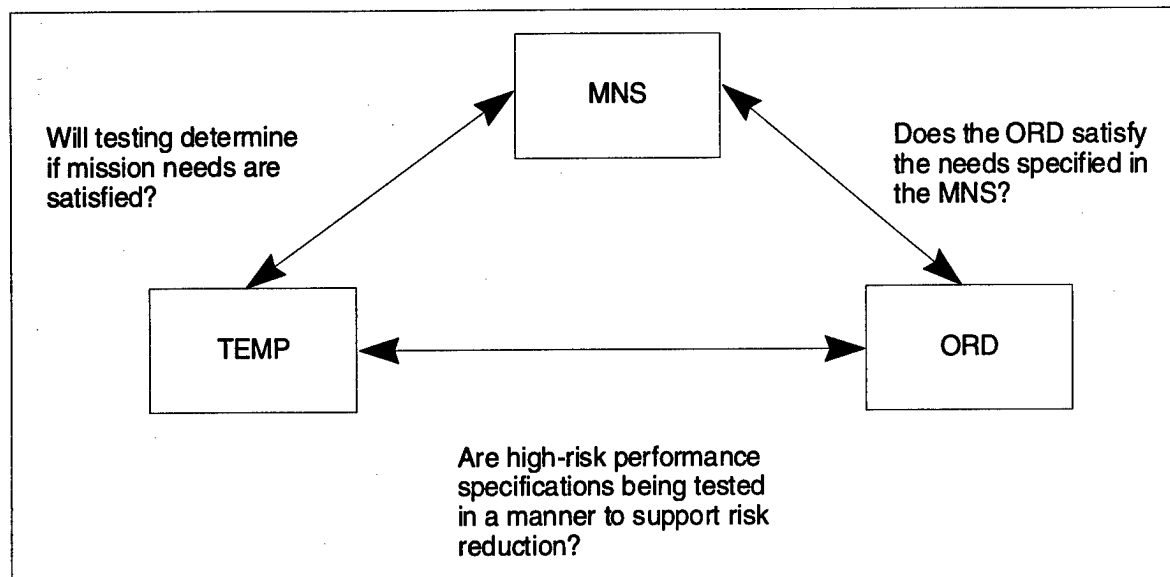 MNS
Will testing determine
if mission needs are
satisfied?
Does the ORD satisfy
the needs specified in
the MNS?
TEMP
ORD
Are high-risk performance
specifications being tested
in a manner to support risk
reduction?